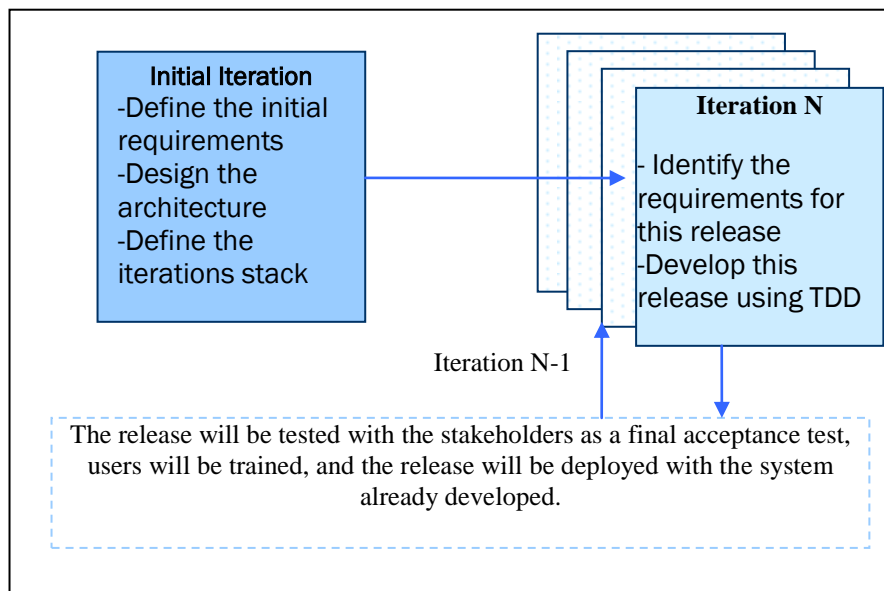 Initial Iteration
-Define the initial
requirements
-Design the
architecture
-Define the
iterations stack
Iteration N
- Identify the
requirements for
this release
-Develop this
release using TDD
Iteration N-1
The release will be tested with the stakeholders as a final acceptance test,
users will be trained, and the release will be deployed with the system
already developed.